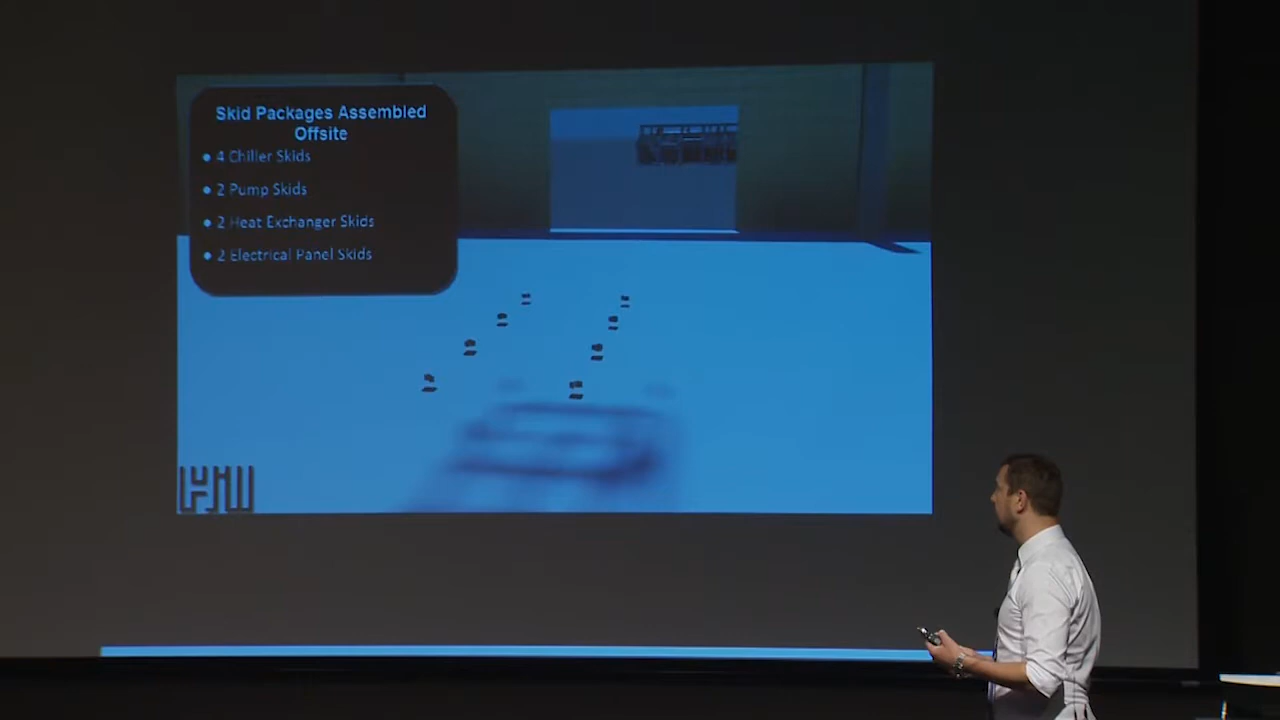 Skid Packages Assembled
Offsite
• 4 Chiller Skids
• 2 Pump Skids
• 2 Heat Exchanger Skids
• 2 Electrical Panel Skids